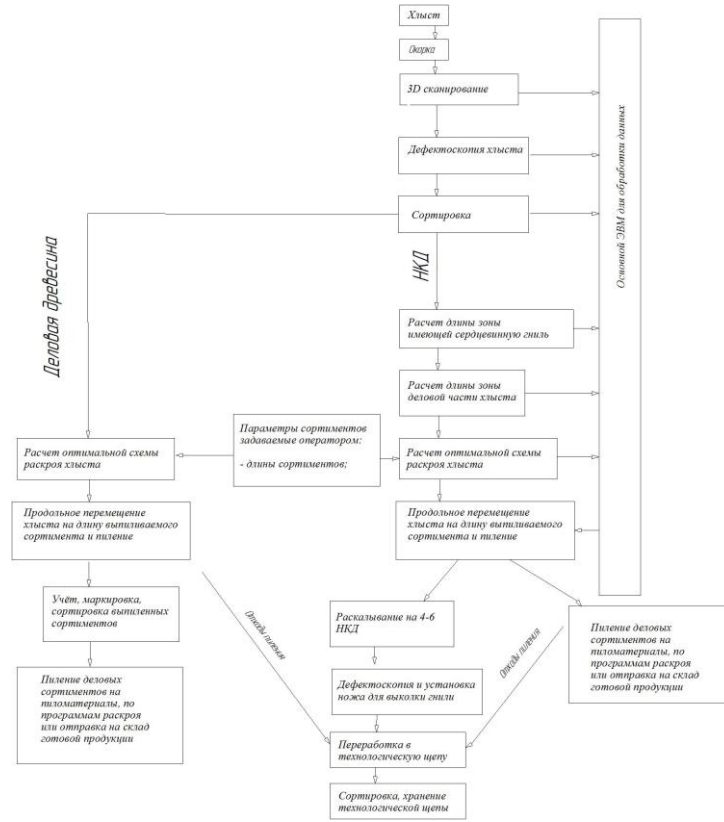 Хлыст
Окорка
3D сканирование
Дефектоскопия хлыста
Сортировка
Основной ЭВМ для обработки данных
Деловая древесина
НКД
Расчет длины зоны
имеющей сердцевинную гниль
Расчет длины зоны
деловой части хлыста
Параметры сортиментов
задаваемые оператором:
- длины сортиментов;
Расчет оптимальной схемы
раскроя хлыста
Расчет оптимальной схемы
раскроя хлыста
Продольное перемещение
хлыста на длину выпиливаемого
сортимента и пиление
Продольное перемещение
хлыста на длину выпиливаемого
сортимента и пиление
Учёт, маркировка,
сортировка выпиленных
сортиментов
Отходы пиления
Раскалывание на 4-6
НКД
Отходы пиления
Пиление деловых
сортиментов на
пиломатериалы, по
программам раскроя
или отправка на склад
готовой продукции
Пиление деловых
сортиментов на
пиломатериалы, по
программам раскроя
или отправка на склад
готовой продукции
Дефектоскопия и установка
ножа для выколки гнили
Переработка в
технологическую щепу
Сортировка, хранение
технологической щепы